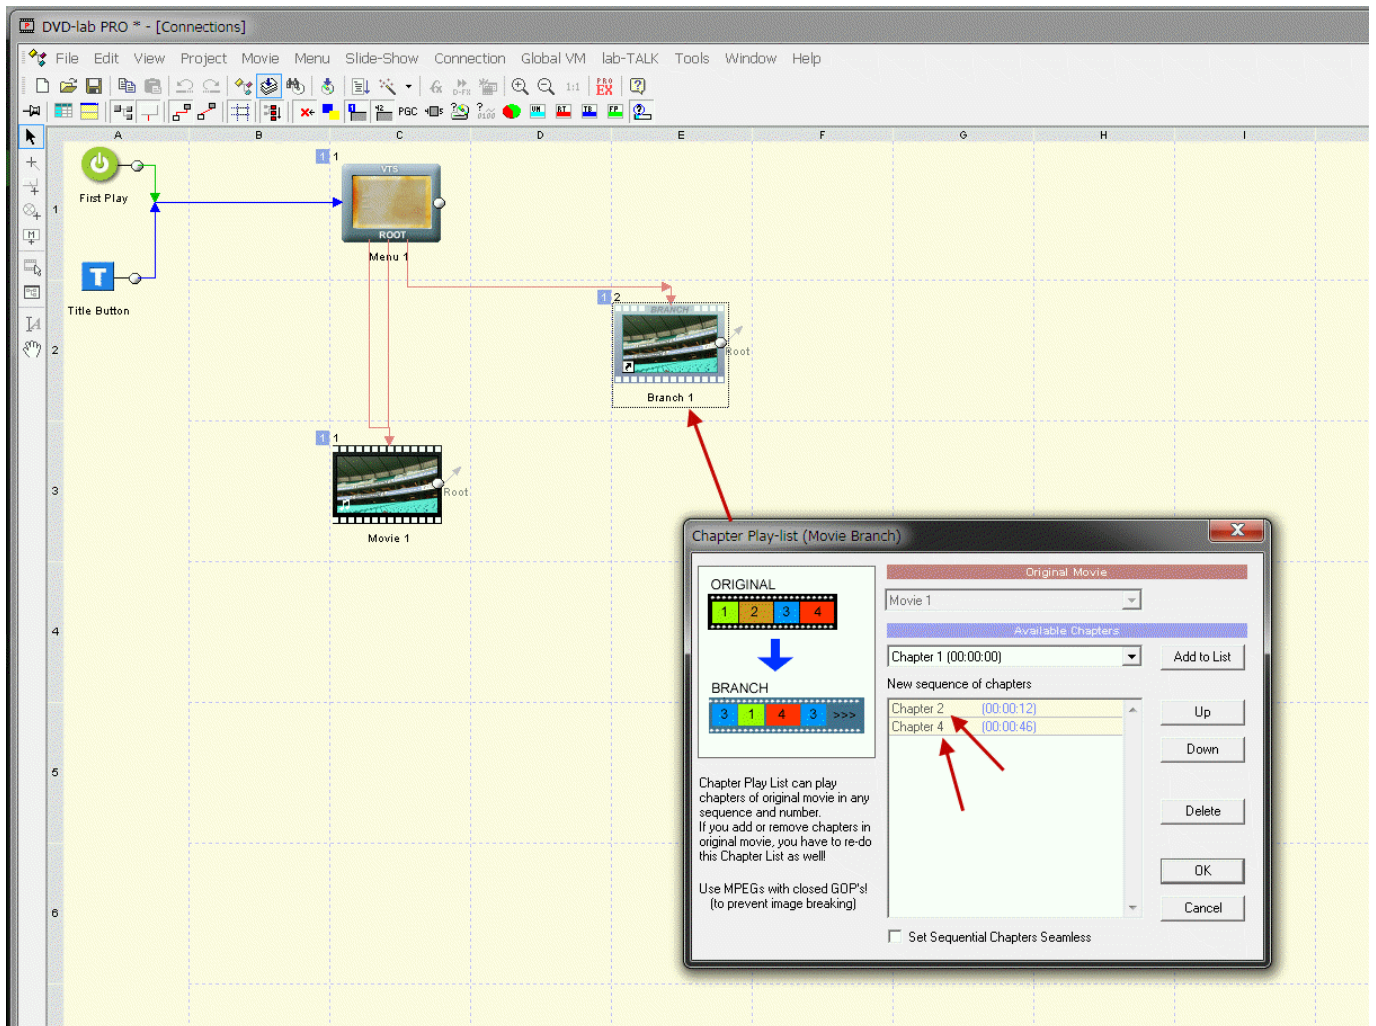 DVD-lab PRO * - [Connections]
File Edit View Project Movie Menu Slide-Show Connection Global VM lab-TALK Tools Window Help
1:1
PRO EX
PGC
A B C D E F G H I
1 1
VTS
ROOT
Menu 1
First Play
1
T
Title Button
1 2
BRANCH
Root
Branch 1
2
1 1
Root
Movie 1
3
4
5
6
Chapter Play-list (Movie Branch)
X
ORIGINAL
1 2 3 4
BRANCH
3 1 4 3 >>>
Chapter Play List can play
chapters of original movie in any
sequence and number.
If you add or remove chapters in
original movie, you have to re-do
this Chapter List as well!
Use MPEGs with closed GOP's!
(to prevent image breaking)
Original Movie
Movie 1
Available Chapters
Chapter 1 (00:00:00)
Add to List
New sequence of chapters
Chapter 2 (00:00:12)
Chapter 4 (00:00:46)
Up
Down
Delete
OK
Cancel
Set Sequential Chapters Seamless